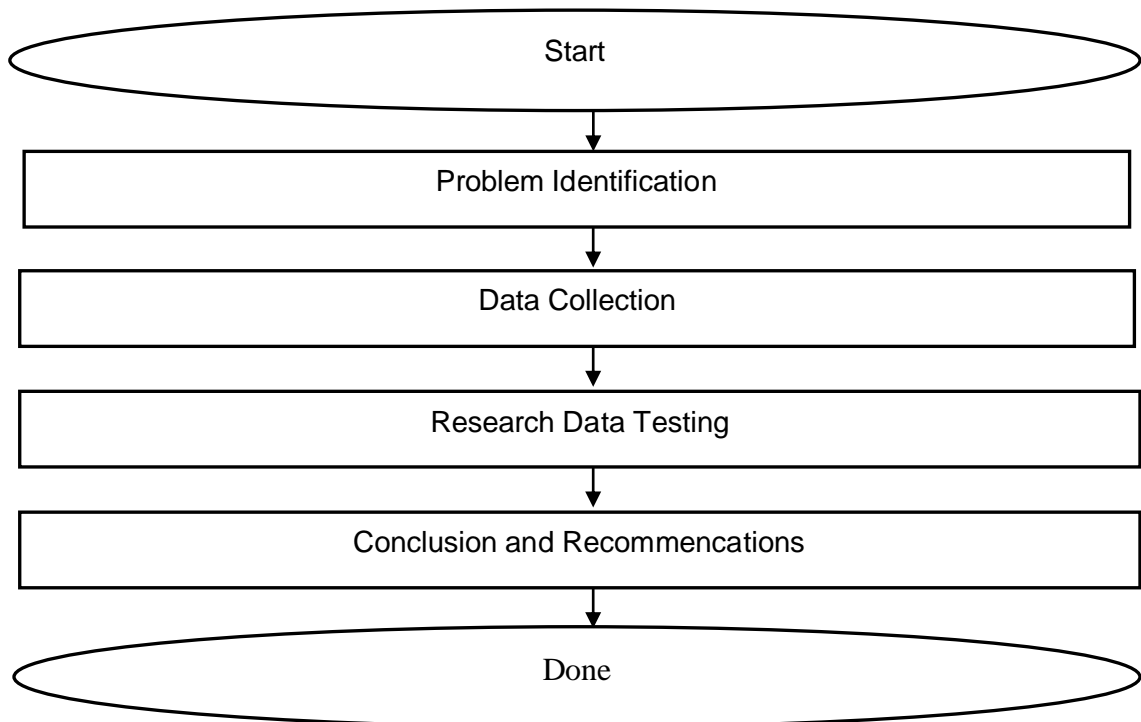 Start
Problem Identification
Data Collection
Research Data Testing
Conclusion and Recommencations
Done